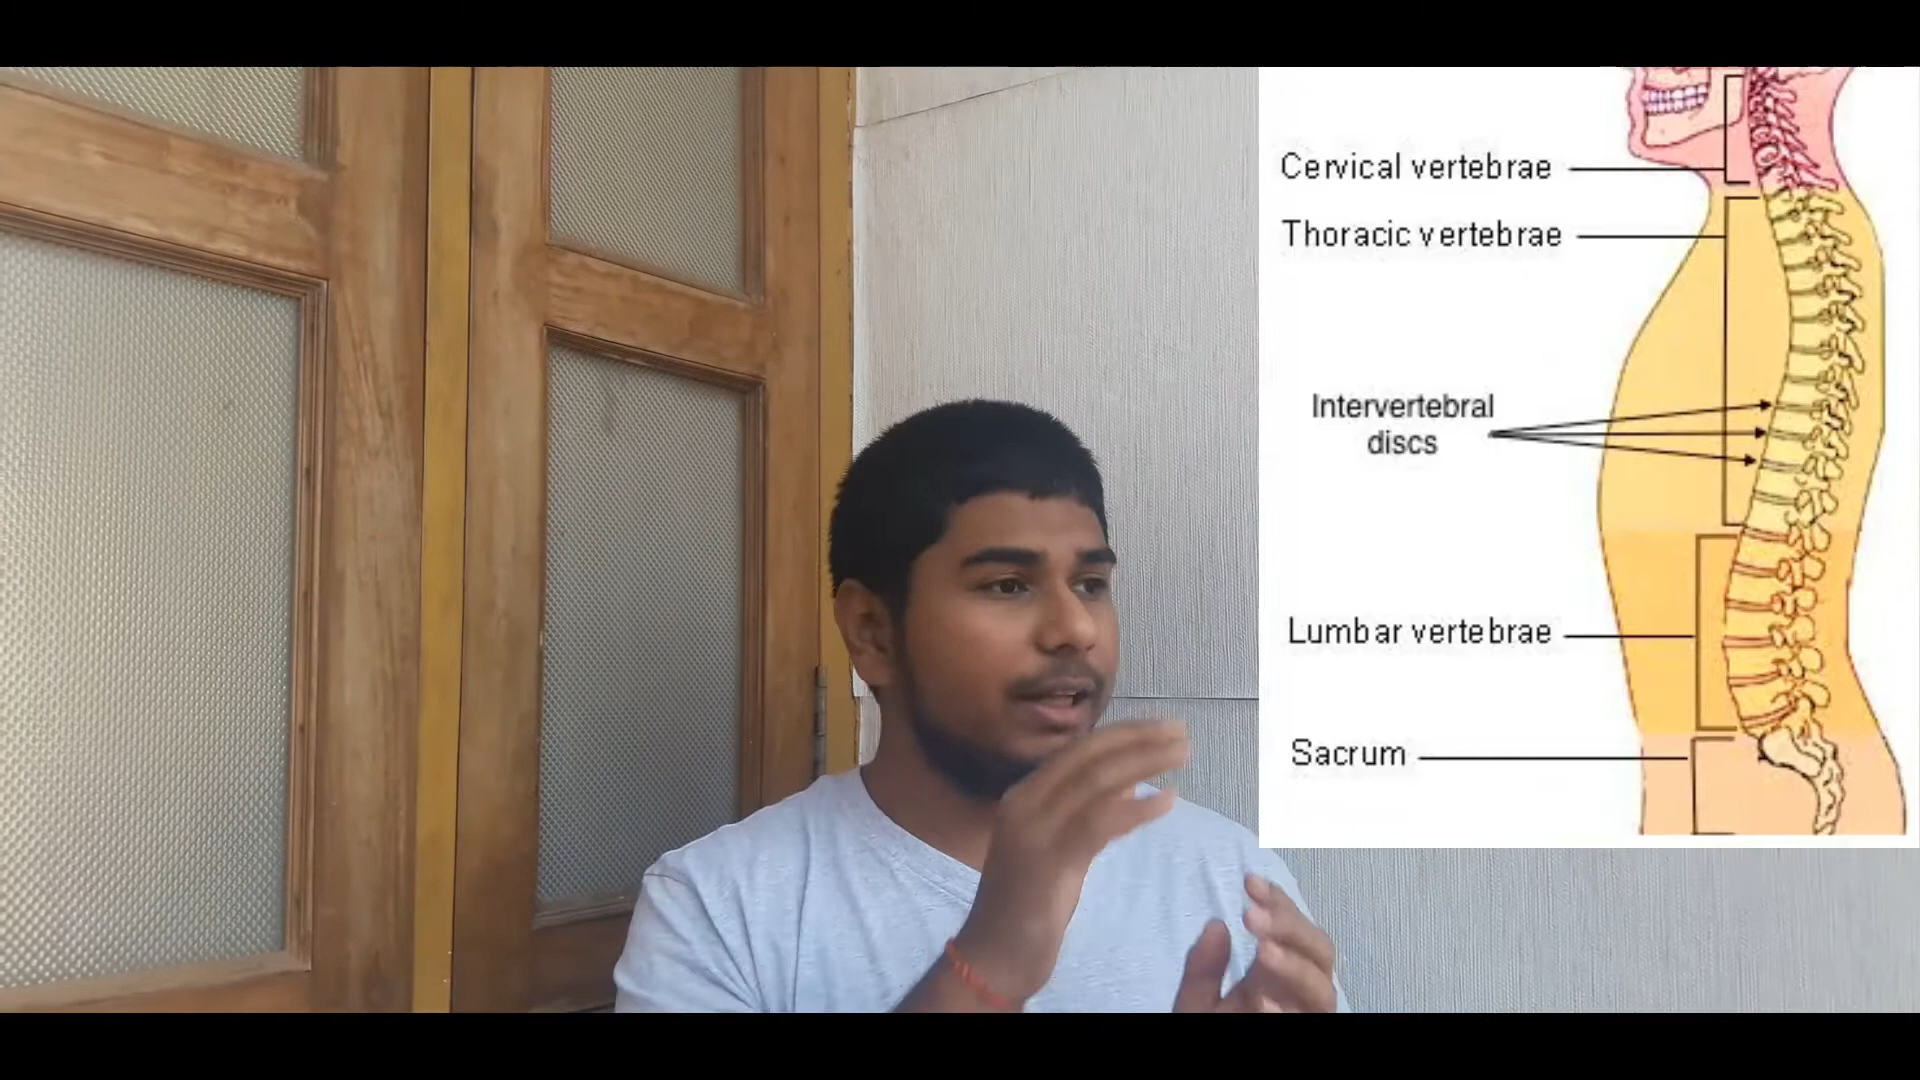 Cervical vertebrae
Thoracic vertebrae
Intervertebral
discs
Lumbar vertebrae
Sacrum